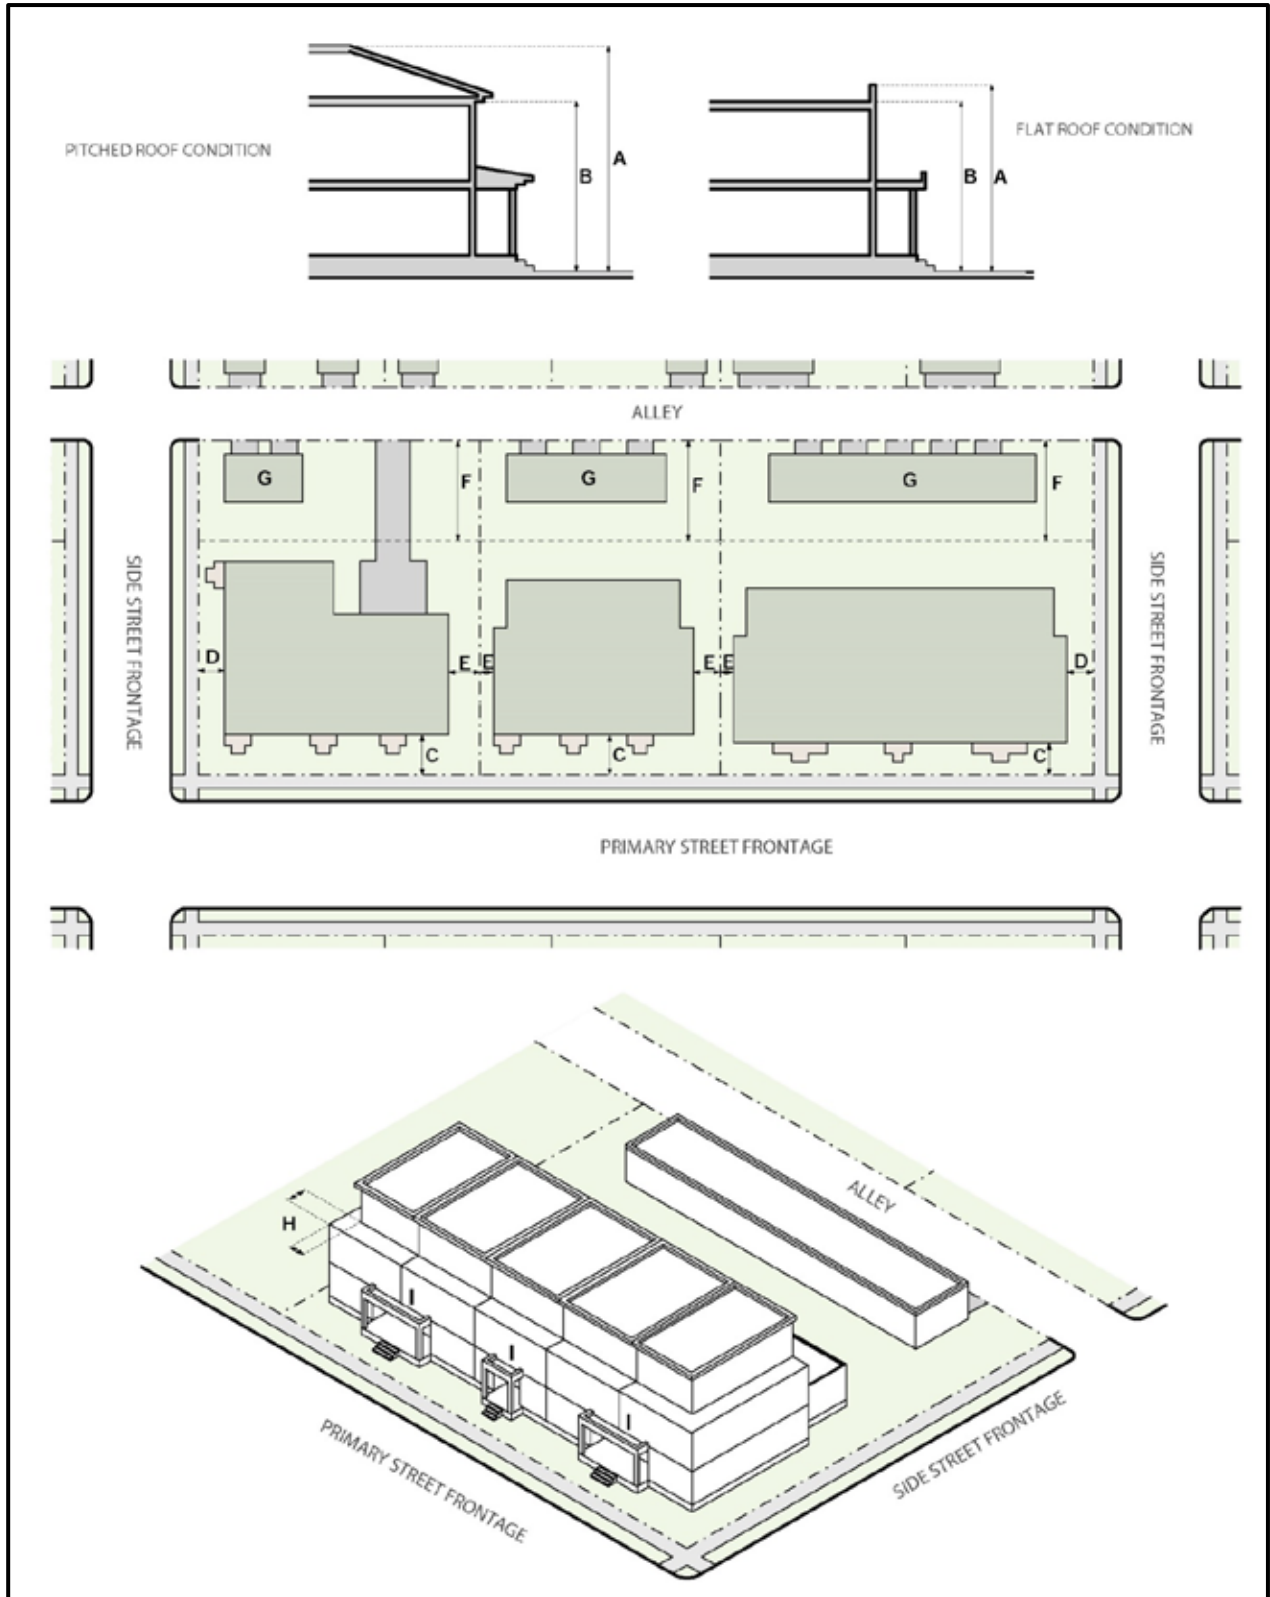 PITCHED ROOF CONDITION
FLAT ROOF CONDITION
A
B
B
A
ALLEY
G
F
G
F
G
F
SIDE STREET FRONTAGE
SIDE STREET FRONTAGE
D
E
E
E
E
D
C
C
C
PRIMARY STREET FRONTAGE
ALLEY
H
I
I
I
PRIMARY STREET FRONTAGE
SIDE STREET FRONTAGE